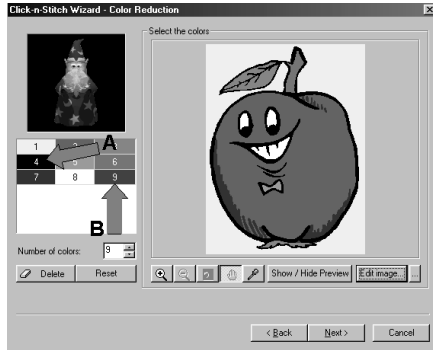 Click-n-Stitch Wizard - Color Reduction
Select the colors
1
A
4 6
7 8 9
B
Number of colors: 9
Delete Reset
Show / Hide Preview Edit image... ...
< Back Next > Cancel